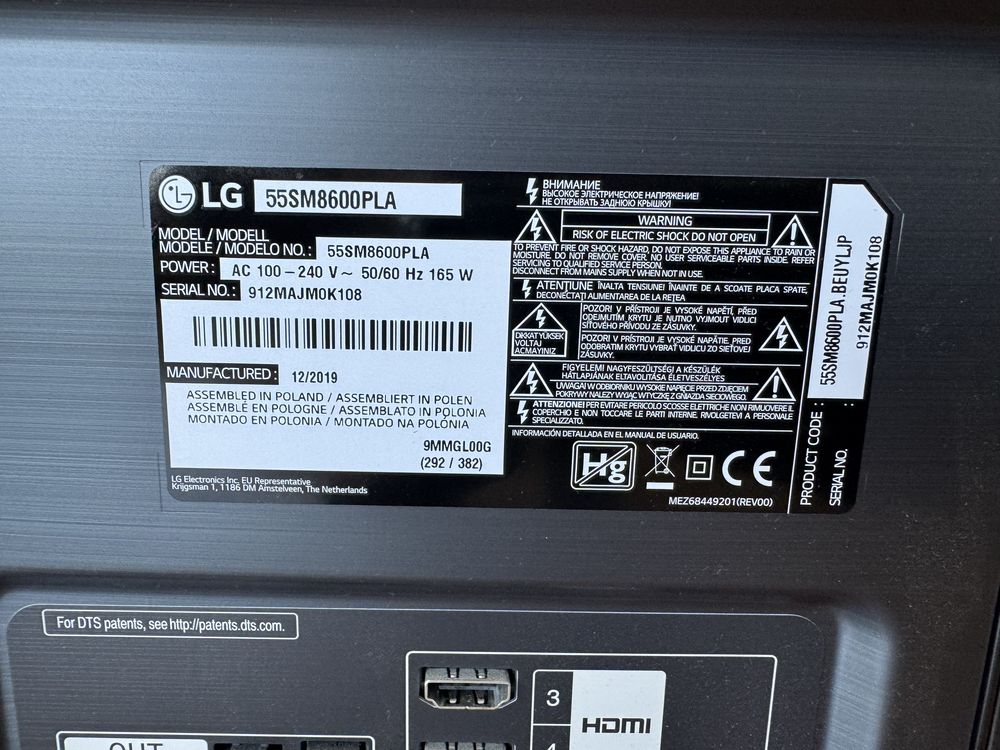 LG 55SM8600PLA
MODEL / MODELL
MODELE / MODELO NO.: 55SM8600PLA
POWER: AC 100 – 240 V ~ 50/60 Hz 165 W
SERIAL NO.: 912MAJM0K108
MANUFACTURED: 12/2019
ASSEMBLED IN POLAND / ASSEMBLIERT IN POLEN
ASSEMBLÉ EN POLOGNE / ASSEMBLATO IN POLONIA
MONTADO EN POLONIA / MONTADO NA POLÓNIA
9MMGL00G
(292 / 382)
LG Electronics Inc. EU Representative
Krijgsman 1, 1186 DM Amstelveen, The Netherlands
ВНИМАНИЕ
ВЫСОКОЕ ЭЛЕКТРИЧЕСКОЕ НАПРЯЖЕНИЕ!
НЕ ОТКРЫВАТЬ ЗАДНЮЮ КРЫШКУ!
WARNING
RISK OF ELECTRIC SHOCK DO NOT OPEN
TO PREVENT FIRE OR SHOCK HAZARD, DO NOT EXPOSE THIS APPLIANCE TO RAIN OR
MOISTURE. DO NOT REMOVE COVER. NO USER SERVICEABLE PARTS INSIDE. REFER
SERVICING TO QUALIFIED SERVICE PERSON.
DISCONNECT FROM MAINS SUPPLY WHEN NOT IN USE.
ATENȚIUNE ÎNALTA TENSIUNE! ÎNAINTE DE A SCOATE PLACA SPATE,
DECONECTAȚI ALIMENTAREA DE LA REȚEA
DİKKAT YÜKSEK
VOLTAJ
AÇMAYINIZ
POZOR! V PŘÍSTROJI JE VYSOKÉ NAPĚTÍ, PŘED
ODEJMUTÍM KRYTU JE NUTNO VYJMOUT VIDLICI
SÍŤOVÉHO PŘÍVODU ZE ZÁSUVKY.
POZOR! V PRÍSTROJI JE VYSOKÉ NAPÄTIE. PRED
ODOBRATIM KRYTU VYBRAŤ VIDLICU ZO SIEŤOVEJ
ZÁSUVKY.
FIGYELEM! NAGYFESZÜLTSÉG! A KÉSZÜLÉK
HÁTLAPJÁNAK ELTAVOLÍTÁSA ÉLETVESZÉLYES
UWAGA! W ODBIORNIKU WYSOKIE NAPIĘCIE PRZED ZDJĘCIEM
POKRYWY NALEŻY WYJĄĆ WTYCZKĘ Z GNIAZDA SIECIOWEGO.
ATTENZIONE! PER EVITARE PERICOLO SCOSSE ELETTRICHE NON RIMUOVERE IL
COPERCHIO E NON TOCCARE LE PARTI INTERNE. RIVOLGETEVI A PERSONALE
SPECIALIZZATO.
INFORMACIÓN DETALLADA EN EL MANUAL DE USUARIO.
Hg
CE
MEZ68449201(REV00)
PRODUCT CODE : 55SM8600PLA.BEUYLJP
SERIAL NO. : 912MAJM0K108
For DTS patents, see http://patents.dts.com.
3
HDMI
4
OUT